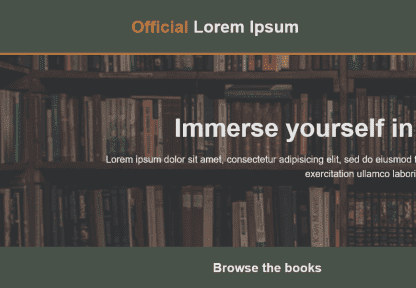 Official Lorem Ipsum
Immerse yourself in
Lorem ipsum dolor sit amet, consectetur adipisicing elit, sed do eiusmod
exercitation ullamco
Browse the books